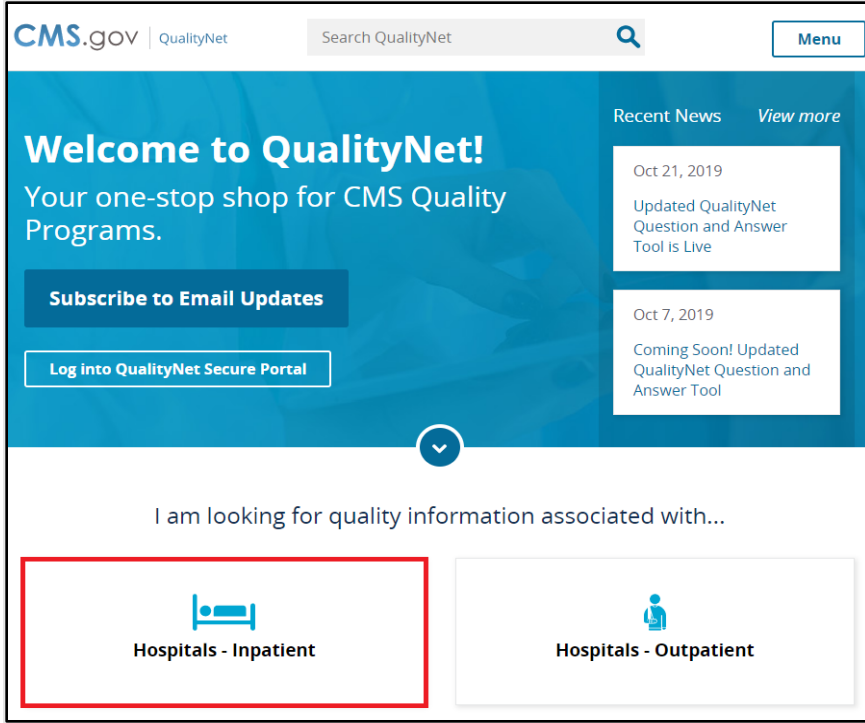 CMS.gov QualityNet
Search QualityNet
Menu
Welcome to QualityNet!
Your one-stop shop for CMS Quality
Programs.
Subscribe to Email Updates
Log into QualityNet Secure Portal
Recent News View more
Oct 21, 2019
Updated QualityNet
Question and Answer
Tool is Live
Oct 7, 2019
Coming Soon! Updated
QualityNet Question and
Answer Tool
I am looking for quality information associated with...
Hospitals - Inpatient
Hospitals - Outpatient